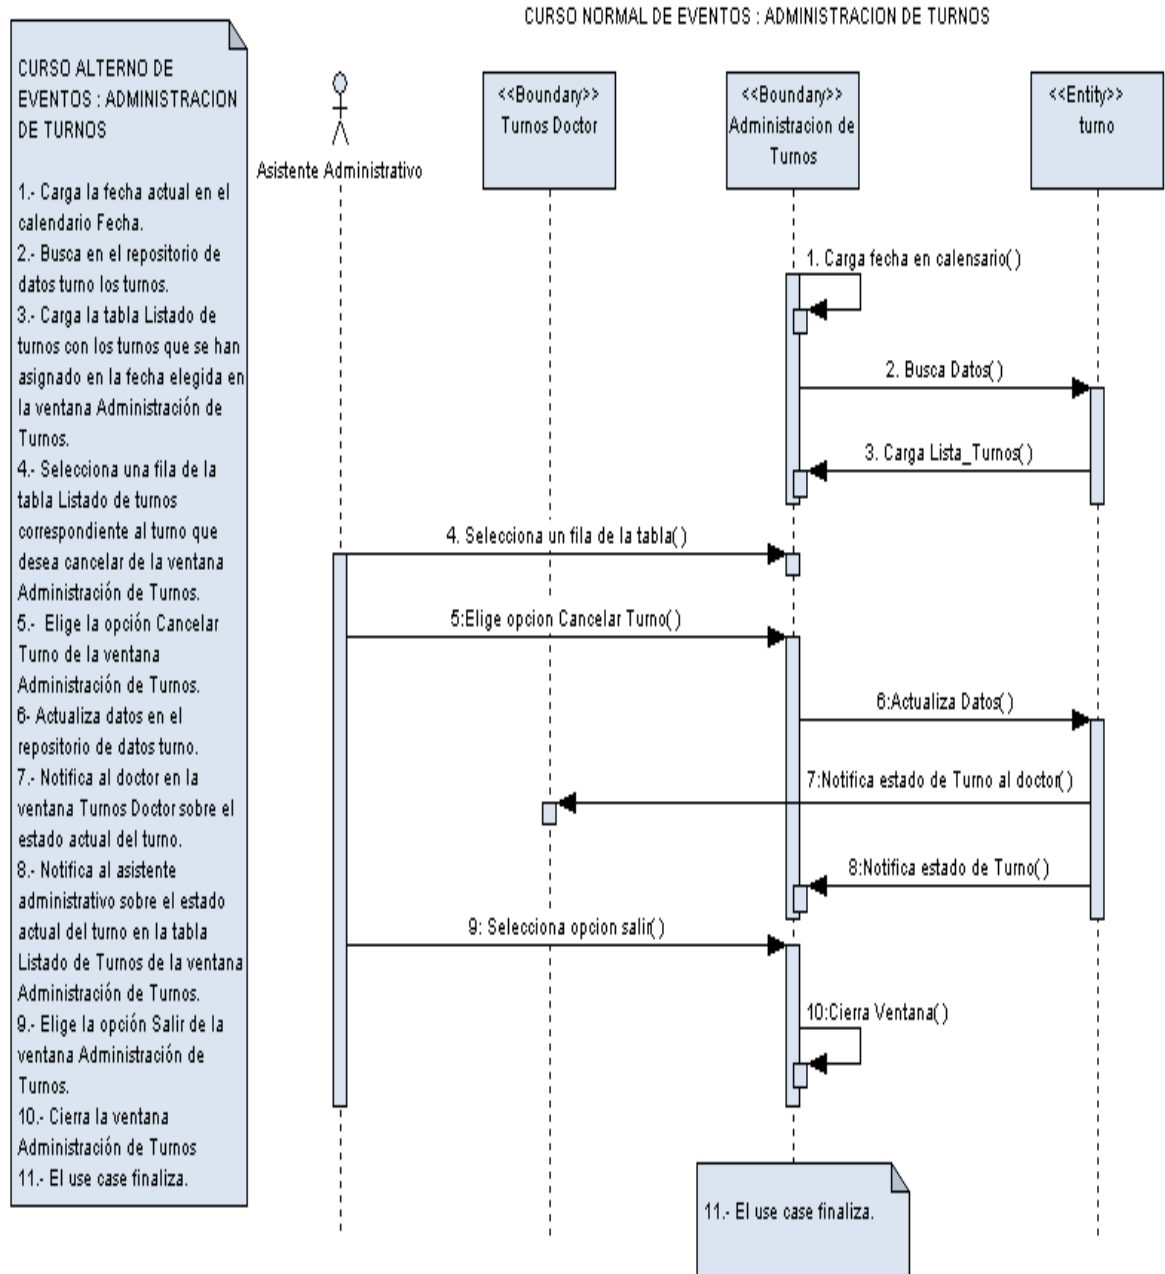 CURSO NORMAL DE EVENTOS : ADMINISTRACION DE TURNOS
CURSO ALTERNO DE
EVENTOS : ADMINISTRACION
DE TURNOS
1.- Carga la fecha actual en el
calendario Fecha.
2.- Busca en el repositorio de
datos turno los turnos.
3.- Carga la tabla Listado de
turnos con los turnos que se han
asignado en la fecha elegida en
la ventana Administración de
Turnos.
4.- Selecciona una fila de la
tabla Listado de turnos
correspondiente al turno que
desea cancelar de la ventana
Administración de Turnos.
5.- Elige la opción Cancelar
Turno de la ventana
Administración de Turnos.
6- Actualiza datos en el
repositorio de datos turno.
7.- Notifica al doctor en la
ventana Turnos Doctor sobre el
estado actual del turno.
8.- Notifica al asistente
administrativo sobre el estado
actual del turno en la tabla
Listado de Turnos de la ventana
Administración de Turnos.
9.- Elige la opción Salir de la
ventana Administración de
Turnos.
10.- Cierra la ventana
Administración de Turnos
11.- El use case finaliza.
Asistente Administrativo
<<Boundary>>
Turnos Doctor
<<Boundary>>
Administracion de
Turnos
<<Entity>>
turno
1. Carga fecha en calensario( )
2. Busca Datos( )
3. Carga Lista_Turnos( )
4. Selecciona un fila de la tabla( )
5:Elige opcion Cancelar Turno( )
6:Actualiza Datos( )
7:Notifica estado de Turno al doctor( )
8:Notifica estado de Turno( )
9: Selecciona opcion salir( )
10:Cierra Ventana( )
11.- El use case finaliza.